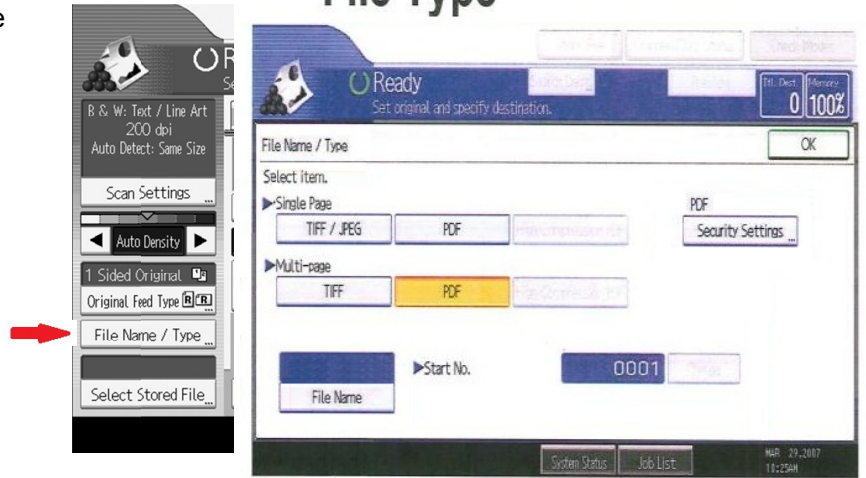 e
File Type
R
Se
B & W: Text / Line Art
200 dpi
Auto Detect: Same Size
Scan Settings
Auto Density
1 Sided Original
Original Feed Type
File Name / Type
Select Stored File
Ready
Set original and specify destination.
Ttl. Dest. Memory
0 100%
File Name / Type
OK
Select item.
Single Page
PDF
TIFF / JPEG PDF
Security Settings
Multi-page
TIFF PDF
Start No. 0001
File Name
System Status Job List
MAR 29,2007
10:25AM